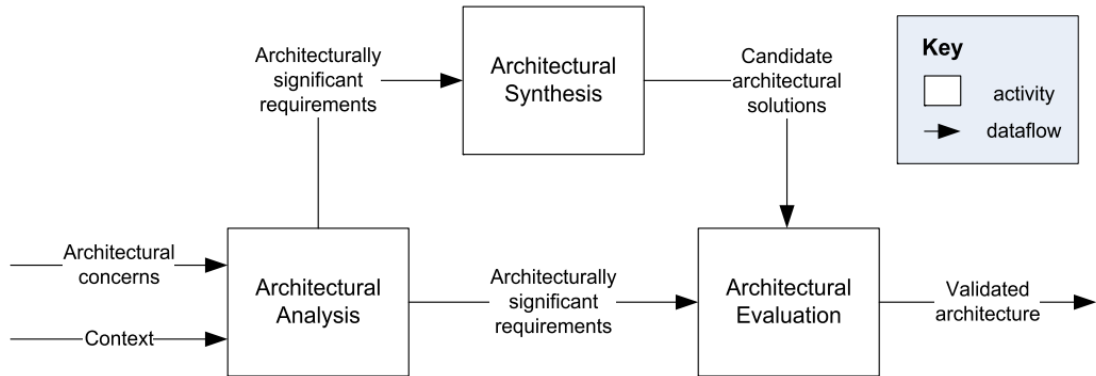 Architecturally
significant
requirements
Architectural
Synthesis
Candidate
architectural
solutions
Key
activity
dataflow
Architectural
concerns
Context
Architectural
Analysis
Architecturally
significant
requirements
Architectural
Evaluation
Validated
architecture